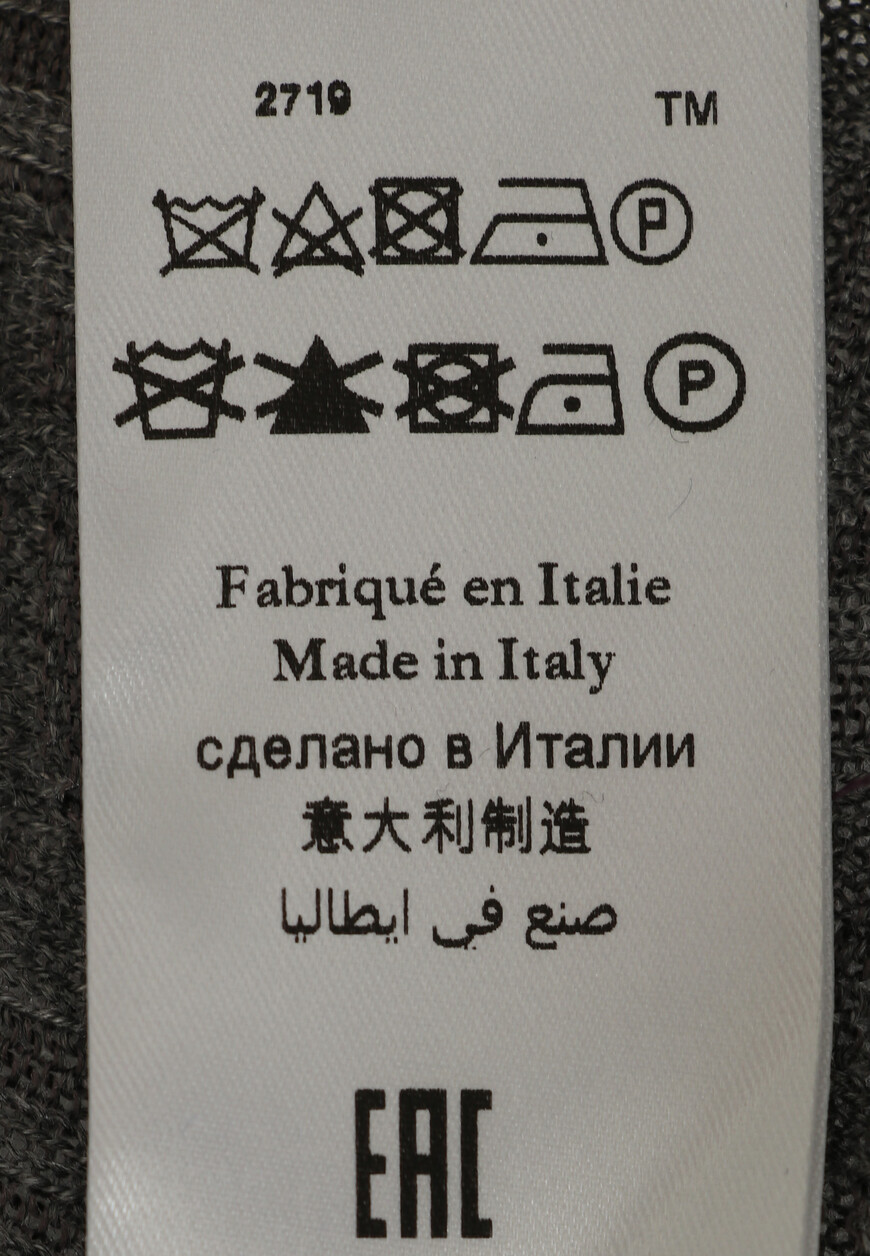 2719 TM
P
P
Fabriqué en Italie
Made in Italy
сделано в Италии
意大利制造
صنع في ايطاليا
EAC